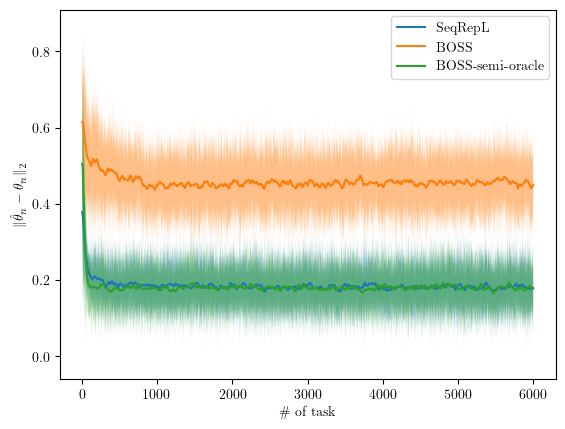 SeqRepL
BOSS
BOSS-semi-oracle
0.8
0.6
0.4
0.2
0.0
‖θ̂ₙ − θₙ‖₂
0 1000 2000 3000 4000 5000 6000
# of task